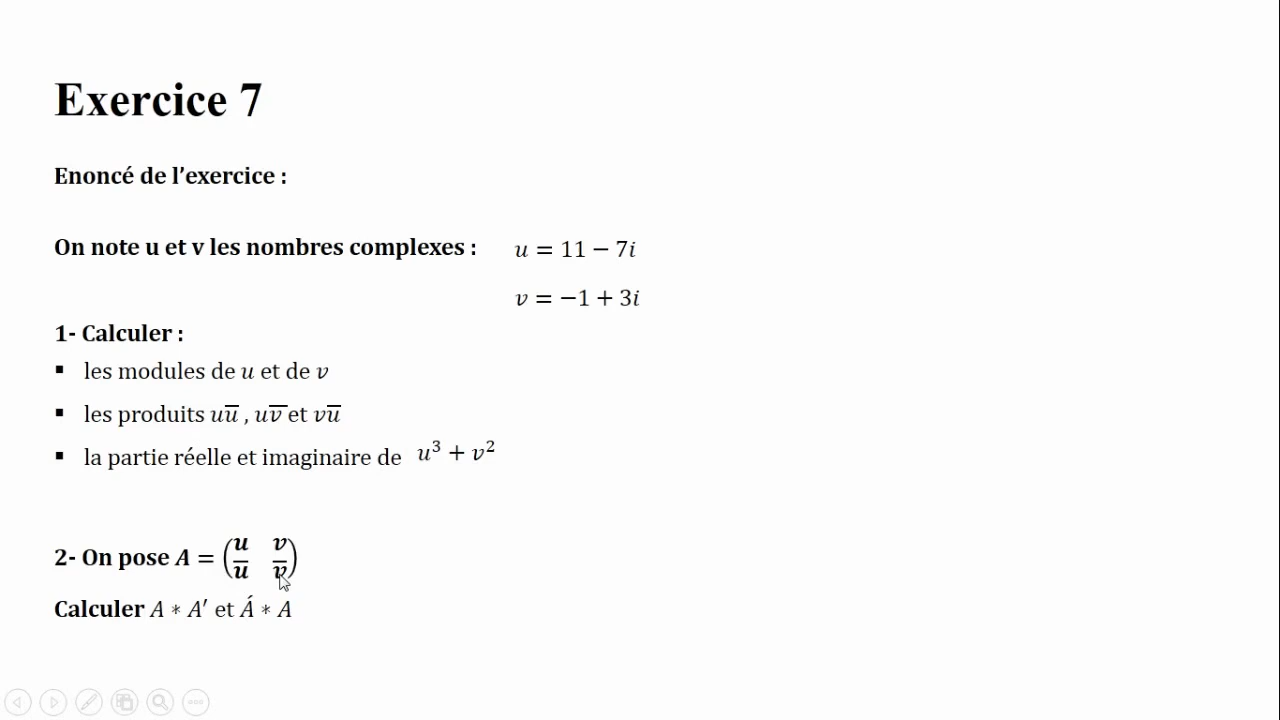 Exercice 7
Enoncé de l’exercice :
On note u et v les nombres complexes : u = 11 − 7i
v = −1 + 3i
1- Calculer :
▪ les modules de u et de v
▪ les produits uu̅ , uv̅ et vu̅
▪ la partie réelle et imaginaire de u³ + v²
2- On pose A = (u v
u̅ v̅)
Calculer A ∗ A′ et Á ∗ A